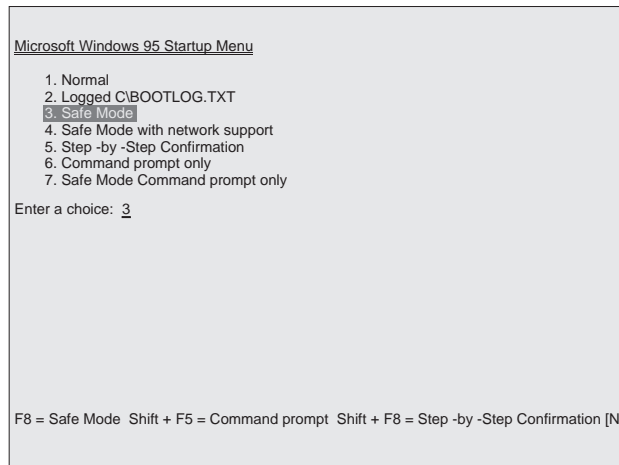 Microsoft Windows 95 Startup Menu
1. Normal
2. Logged C\BOOTLOG.TXT
3. Safe Mode
4. Safe Mode with network support
5. Step -by -Step Confirmation
6. Command prompt only
7. Safe Mode Command prompt only
Enter a choice: 3
F8 = Safe Mode Shift + F5 = Command prompt Shift + F8 = Step -by -Step Confirmation [N